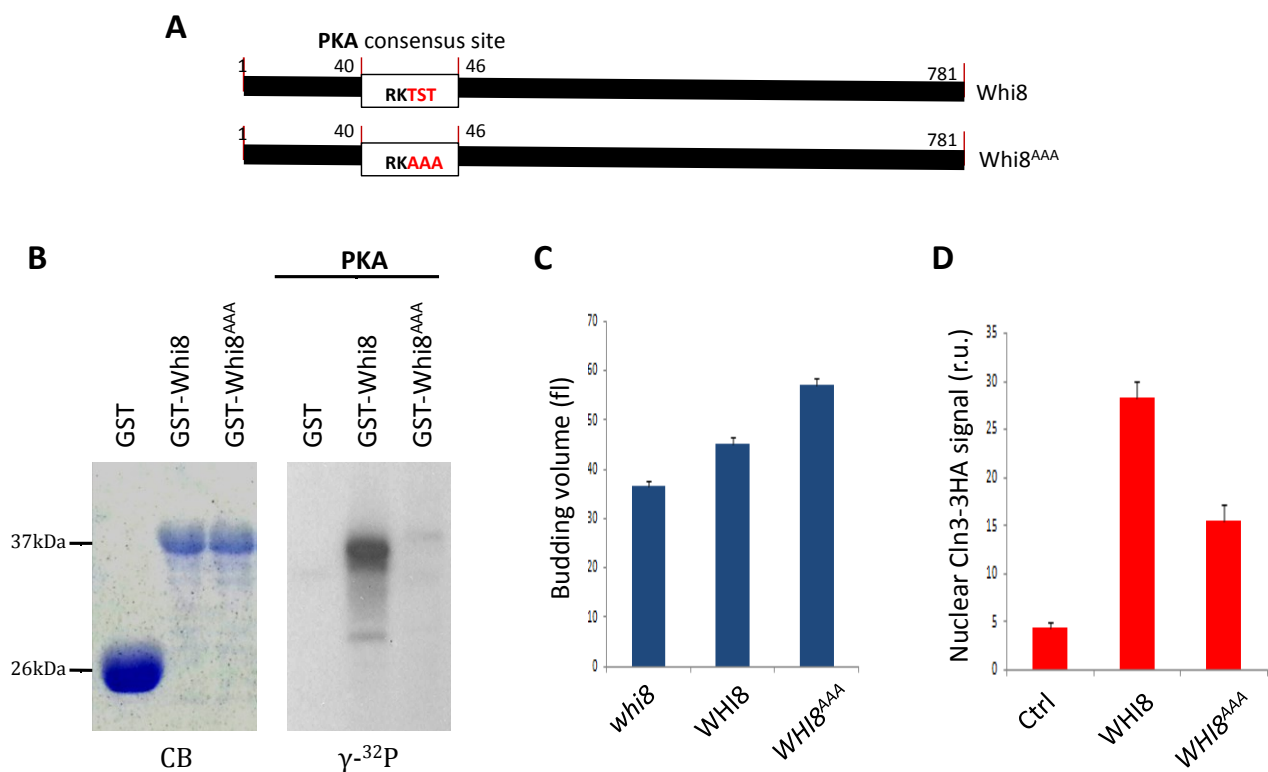 A
PKA consensus site
1 40 46 781
RKTST
Whi8
1 40 46 781
RKAAA
Whi8AAA
B
PKA
GST
GST-Whi8
GST-Whi8AAA
GST
GST-Whi8
GST-Whi8AAA
37kDa
26kDa
CB
γ-32P
C
Budding volume (fl)
70
60
50
40
30
20
10
0
whi8
WHI8
WHI8AAA
D
Nuclear Cln3-3HA signal (r.u.)
35
30
25
20
15
10
5
0
Ctrl
WHI8
WHI8AAA